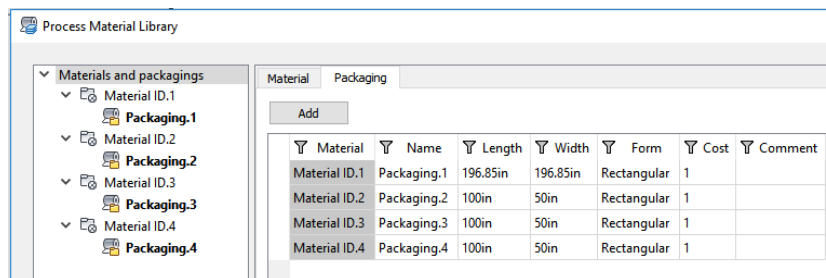 Process Material Library
Materials and packagings
Material ID.1
Packaging.1
Material ID.2
Packaging.2
Material ID.3
Packaging.3
Material ID.4
Packaging.4
Material Packaging
Add
Material Name Length Width Form Cost Comment
Material ID.1 Packaging.1 196.85in 196.85in Rectangular 1
Material ID.2 Packaging.2 100in 50in Rectangular 1
Material ID.3 Packaging.3 100in 50in Rectangular 1
Material ID.4 Packaging.4 100in 50in Rectangular 1